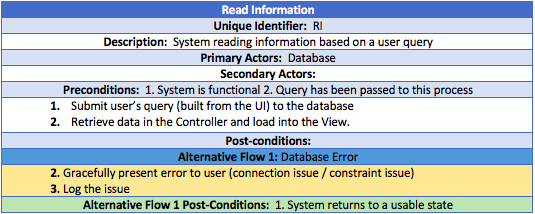 Read Information
Unique Identifier: RI
Description: System reading information based on a user query
Primary Actors: Database
Secondary Actors:
Preconditions: 1. System is functional 2. Query has been passed to this process
1. Submit user's query (built from the UI) to the database
2. Retrieve data in the Controller and load into the View.
Post-conditions:
Alternative Flow 1: Database Error
2. Gracefully present error to user (connection issue / constraint issue)
3. Log the issue
Alternative Flow 1 Post-Conditions: 1. System returns to a usable state